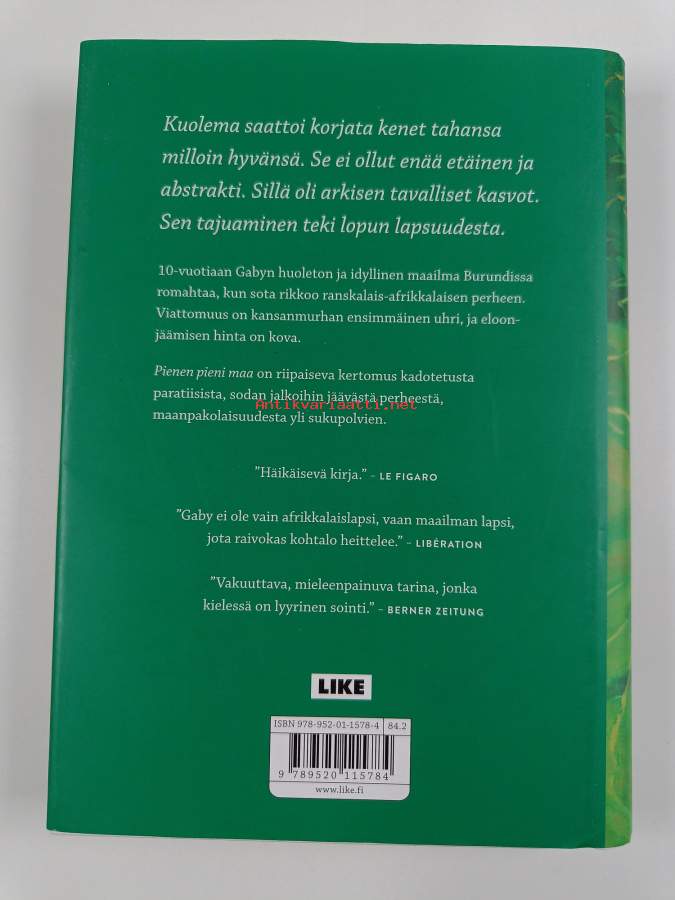 Kuolema saattoi korjata kenet tahansa
milloin hyvänsä. Se ei ollut enää etäinen ja
abstrakti. Sillä oli arkisen tavalliset kasvot.
Sen tajuaminen teki lopun lapsuudesta.
10-vuotiaan Gabyn huoleton ja idyllinen maailma Burundissa
romahtaa, kun sota rikkoo ranskalais-afrikkalaisen perheen.
Viattomuus on kansanmurhan ensimmäinen uhri, ja eloon-
jäämisen hinta on kova.
Pienen pieni maa on riipaiseva kertomus kadotetusta
paratiisista, sodan jalkoihin jäävästä perheestä,
Antikvariaatti.net
maanpakolaisuudesta yli sukupolvien.
”Häikäisevä kirja.” – LE FIGARO
”Gaby ei ole vain afrikkalaislapsi, vaan maailman lapsi,
jota raivokas kohtalo heittelee.” – LIBÉRATION
”Vakuuttava, mieleenpainuva tarina, jonka
kielessä on lyyrinen sointi.” – BERNER ZEITUNG
LIKE
ISBN 978-952-01-1578-4 84.2
9 789520 115784
www.like.fi